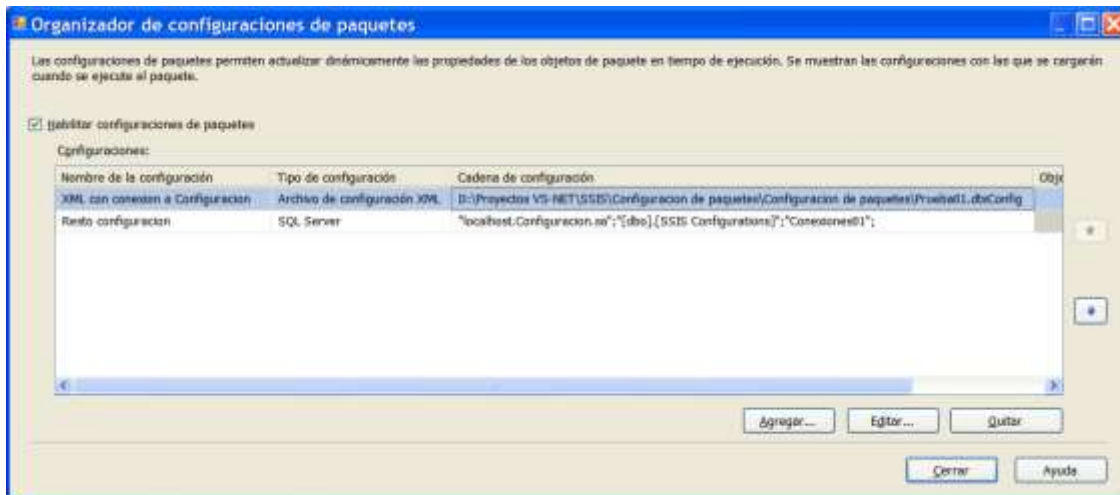 Organizador de configuraciones de paquetes
Las configuraciones de paquetes permiten actualizar dinámicamente las propiedades de los objetos de paquete en tiempo de ejecución. Se muestran las configuraciones con las que se cargarán
cuando se ejecute el paquete.
Habilitar configuraciones de paquetes
Configuraciones:
Nombre de la configuración Tipo de configuración Cadena de configuración Obje
XML con conexion a Configuracion Archivo de configuración XML D:\Proyectos VS-NET\SSIS\Configuracion de paquetes\Configuracion de paquetes\Prueba01.dtsConfig
Resto configuracion SQL Server "localhost.Configuracion.sa";"[dbo].[SSIS Configurations]";"Conexiones01";
Agregar... Editar... Quitar
Cerrar Ayuda